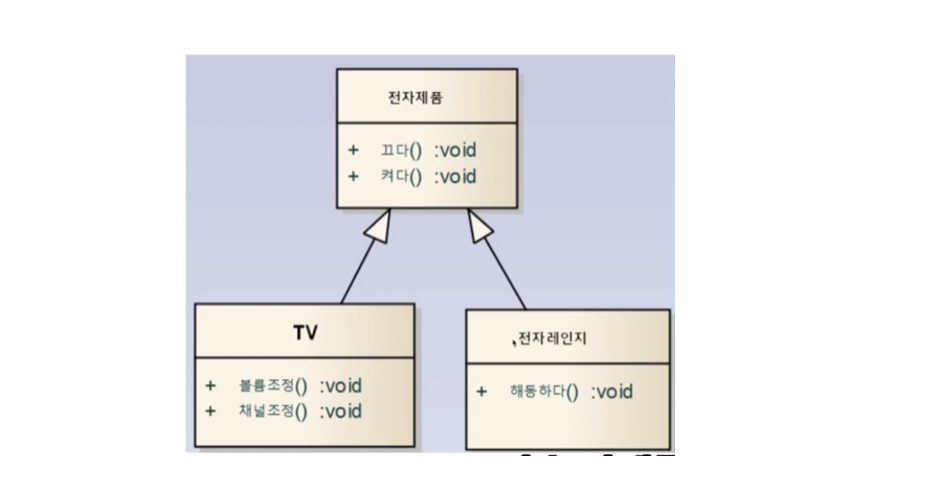 전자제품
+ 끄다() :void
+ 켜다() :void
TV
+ 볼륨조정() :void
+ 채널조정() :void
전자레인지
+ 해동하다() :void